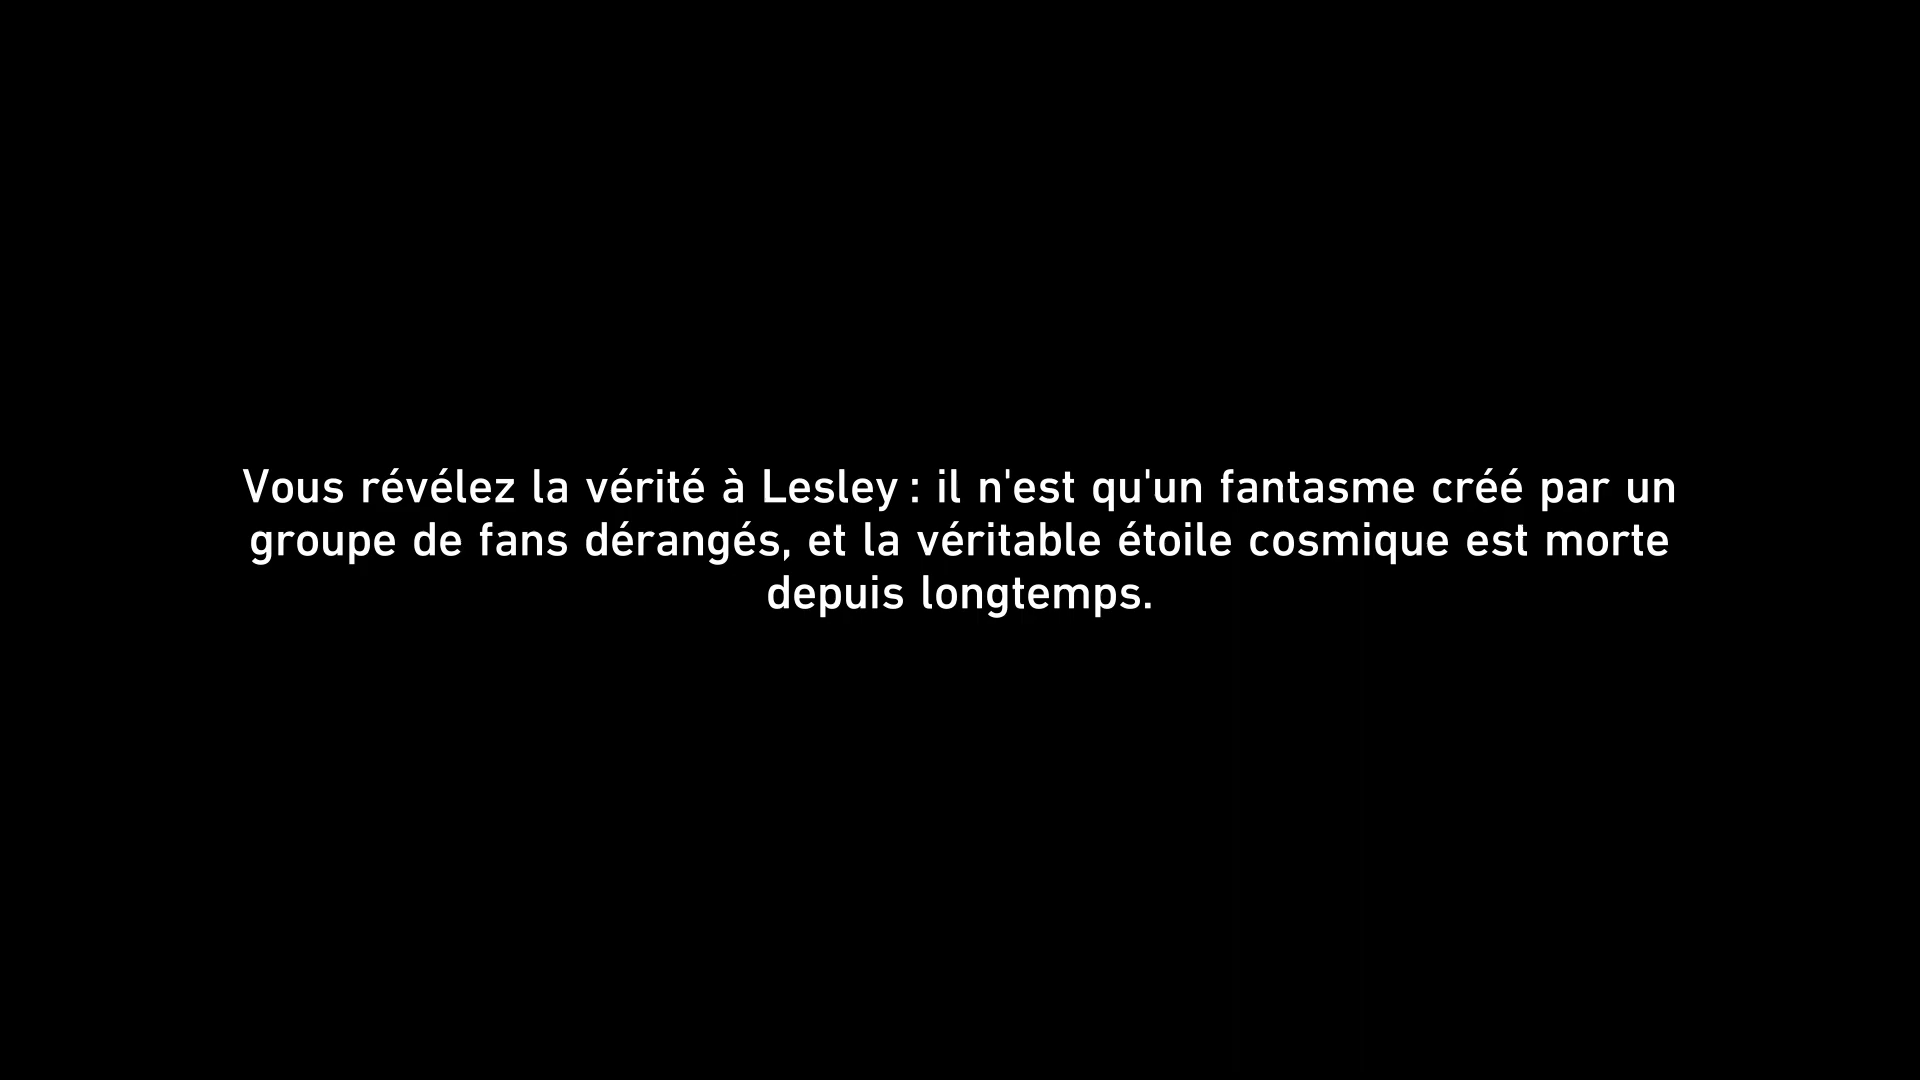 Vous révélez la vérité à Lesley : il n'est qu'un fantasme créé par un
groupe de fans dérangés, et la véritable étoile cosmique est morte
depuis longtemps.